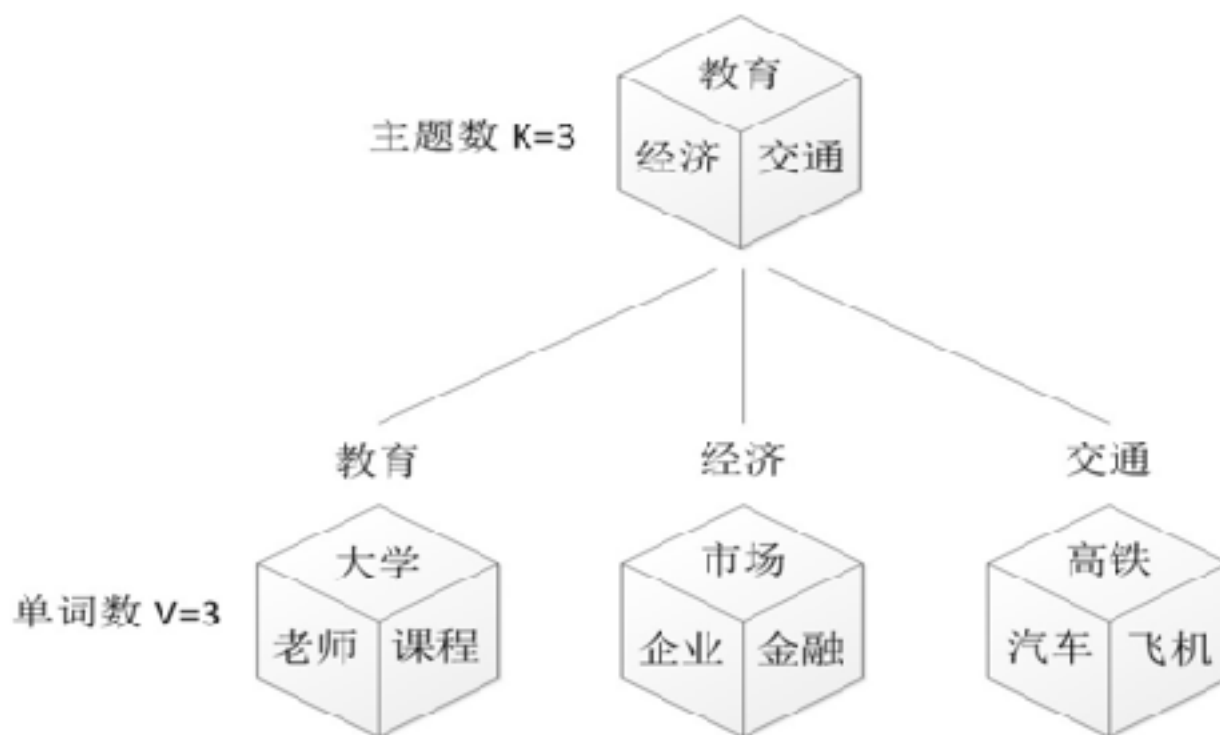 教育
主题数 K=3
经济 交通
教育 经济 交通
大学 市场 高铁
单词数 V=3
老师 课程 企业 金融 汽车 飞机